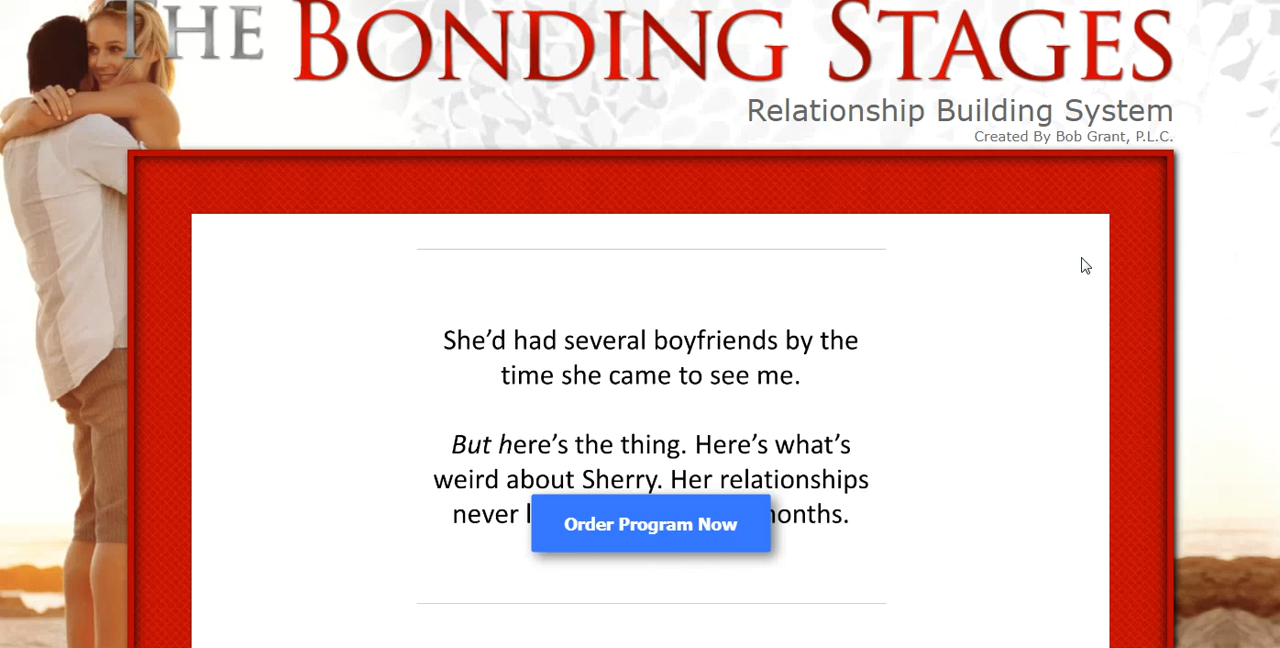 THE BONDING STAGES
Relationship Building System
Created By Bob Grant, P.L.C.
She’d had several boyfriends by the
time she came to see me.
But here’s the thing. Here’s what’s
weird about Sherry. Her relationships
never
Order Program Now